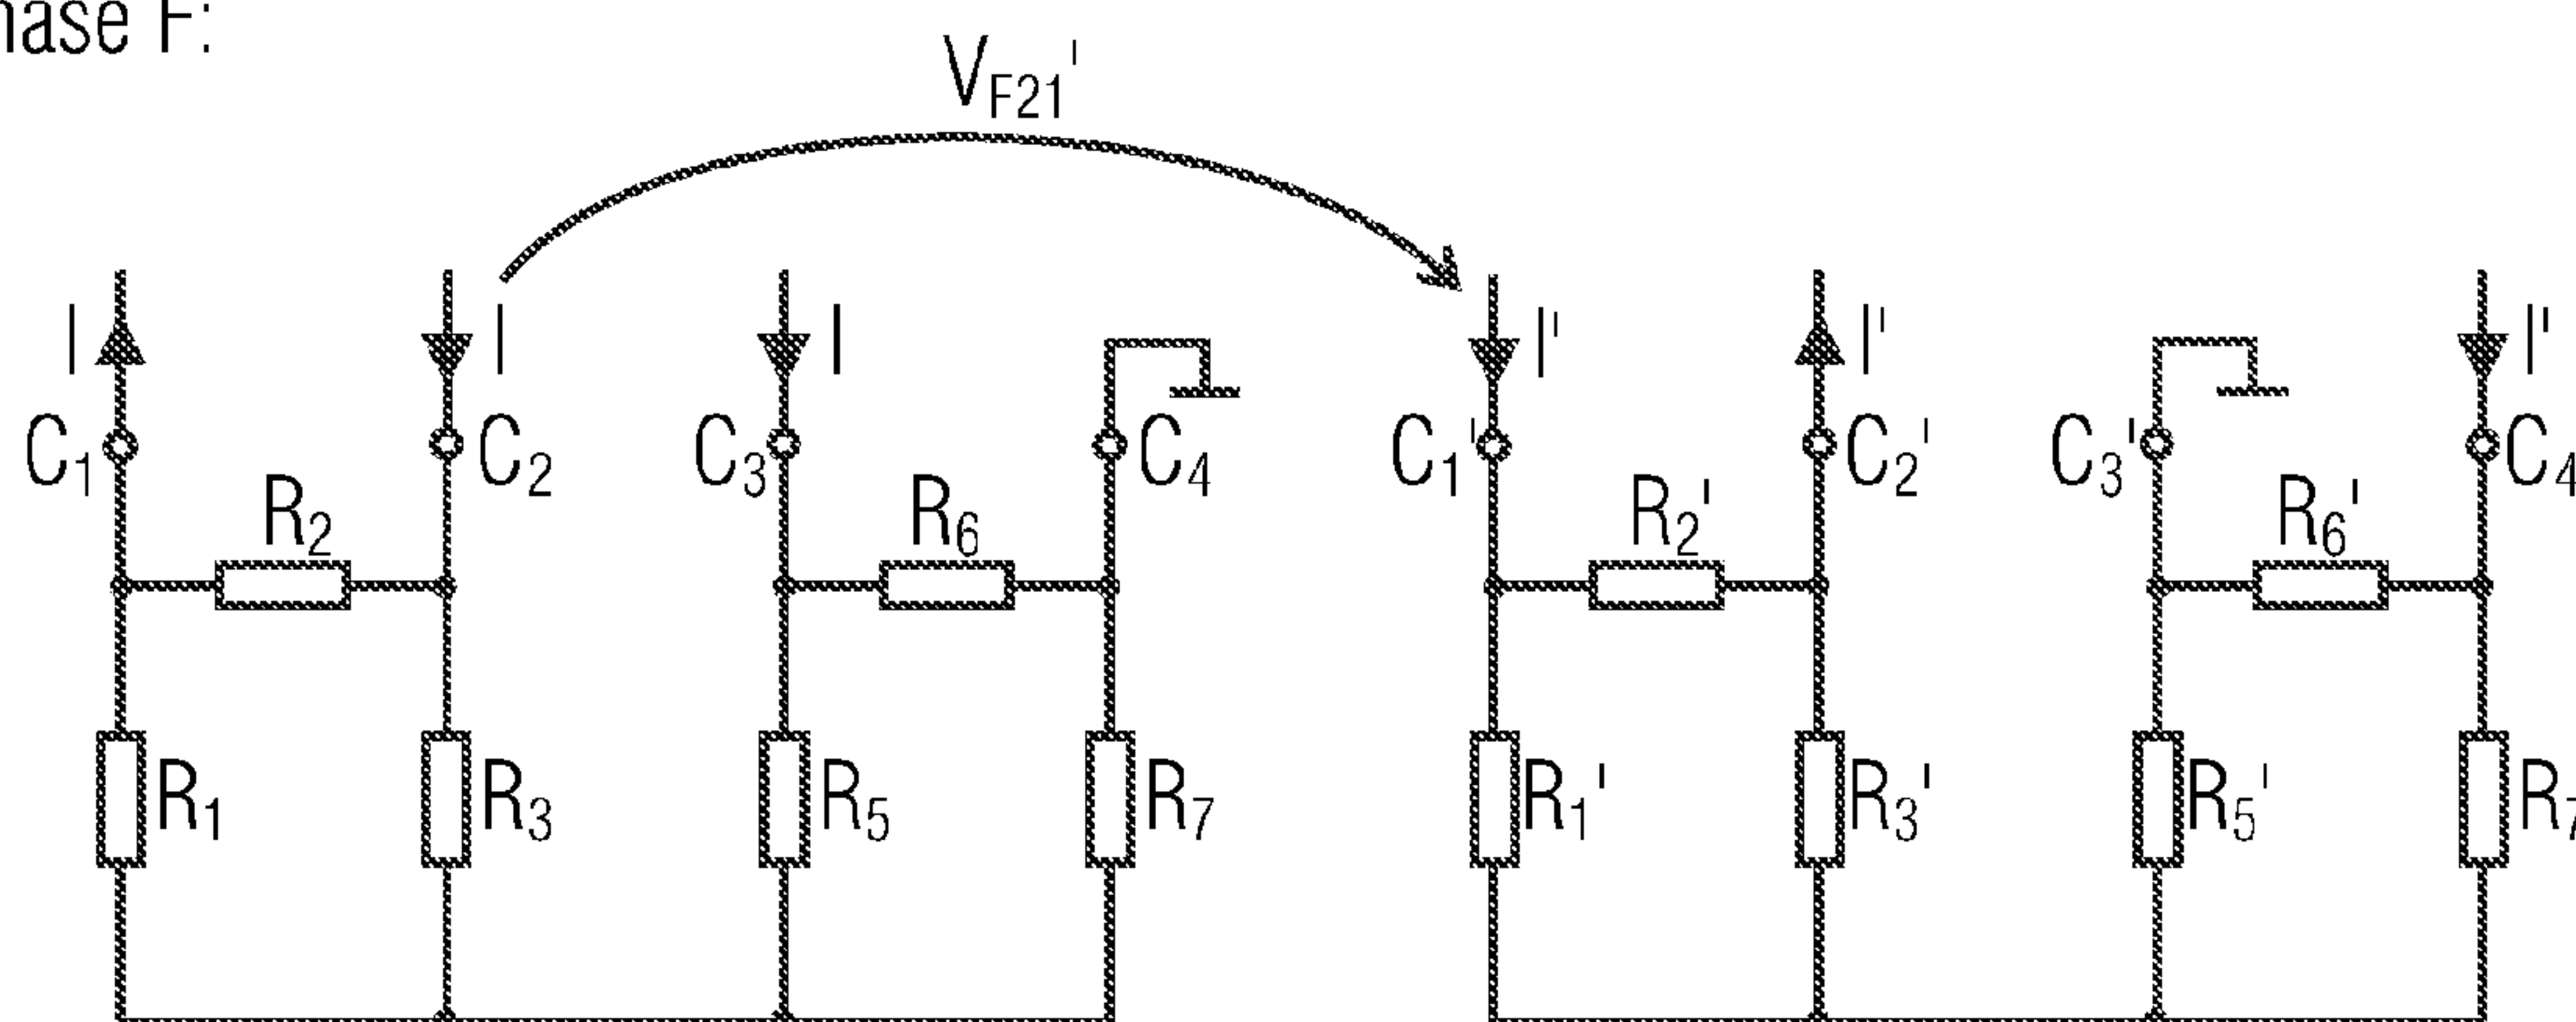 hase F:
V_F21'
I I I I' I' I'
C1 C2 C3 C4 C1' C2' C3' C4
R2 R6 R2' R6'
R1 R3 R5 R7 R1' R3' R5' R7